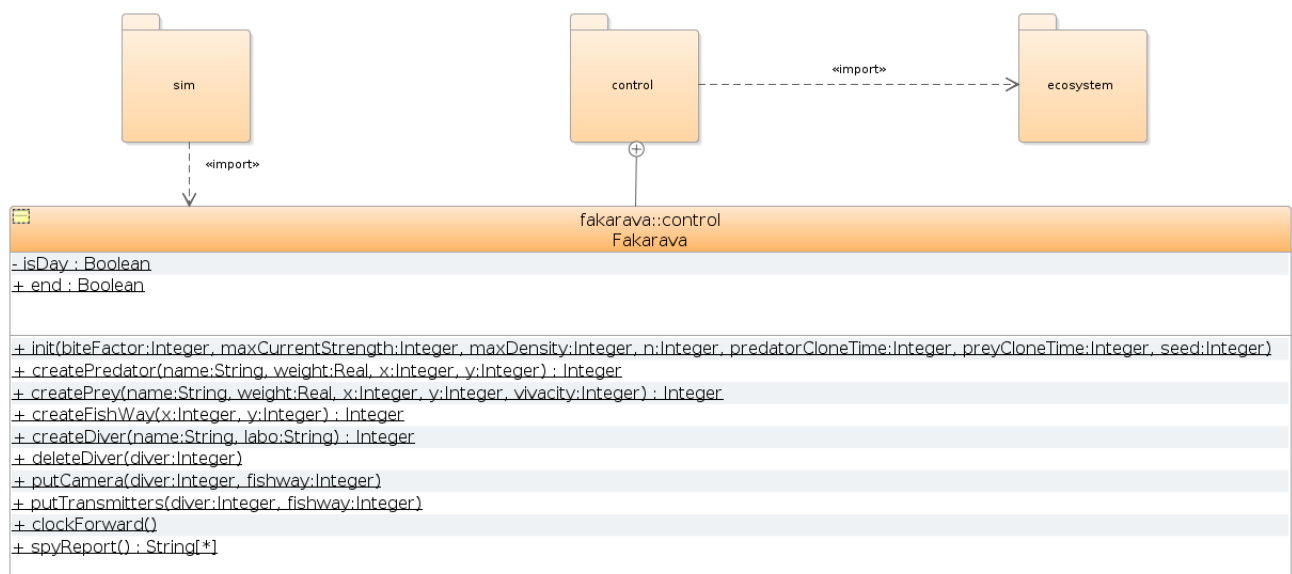 sim
control
«import»
ecosystem
«import»
fakarava::control
Fakarava
- isDay : Boolean
+ end : Boolean
+ init(biteFactor:Integer, maxCurrentStrength:Integer, maxDensity:Integer, n:Integer, predatorCloneTime:Integer, preyCloneTime:Integer, seed:Integer)
+ createPredator(name:String, weight:Real, x:Integer, y:Integer) : Integer
+ createPrey(name:String, weight:Real, x:Integer, y:Integer, vivacity:Integer) : Integer
+ createFishWay(x:Integer, y:Integer) : Integer
+ createDiver(name:String, labo:String) : Integer
+ deleteDiver(diver:Integer)
+ putCamera(diver:Integer, fishway:Integer)
+ putTransmitters(diver:Integer, fishway:Integer)
+ clockForward()
+ spyReport() : String[*]